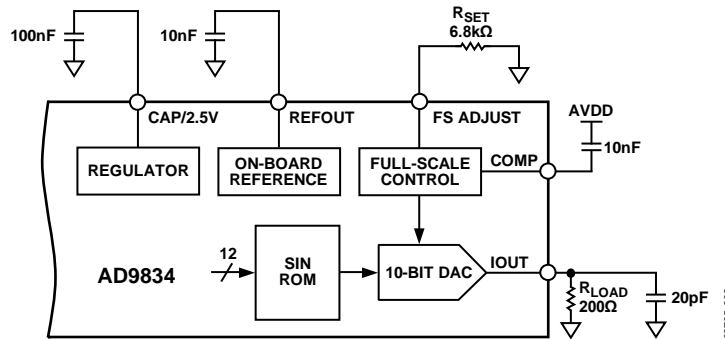 100nF
10nF
RSET
6.8kΩ
CAP/2.5V
REFOUT
FS ADJUST
AVDD
10nF
REGULATOR
ON-BOARD
REFERENCE
FULL-SCALE
CONTROL
COMP
12
AD9834
SIN
ROM
10-BIT DAC
IOUT
RLOAD
200Ω
20pF